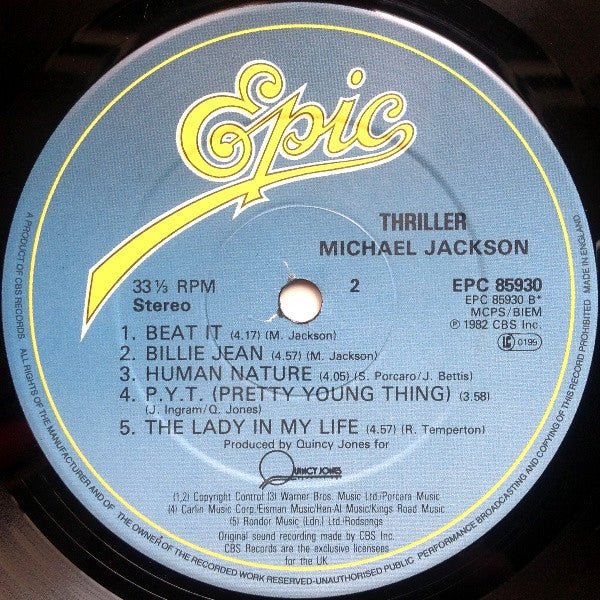 Epic
THRILLER
MICHAEL JACKSON
33⅓ RPM
Stereo
2
EPC 85930
EPC 85930 B*
MCPS/BIEM
℗ 1982 CBS Inc.
LC 0199
1. BEAT IT (4.17) (M. Jackson)
2. BILLIE JEAN (4.57) (M. Jackson)
3. HUMAN NATURE (4.05) (S. Porcaro/J. Bettis)
4. P.Y.T. (PRETTY YOUNG THING) (3.58)
(J. Ingram/Q. Jones)
5. THE LADY IN MY LIFE (4.57) (R. Temperton)
Produced by Quincy Jones for
QUINCY JONES
(1,2) Copyright Control (3) Warner Bros. Music Ltd./Porcara Music
(4) Carlin Music Corp/Eisman Music/Hen-Al Music/Kings Road Music
(5) Rondor Music (Ldn.) Ltd/Rodsongs
Original sound recording made by CBS Inc.
CBS Records are the exclusive licensees
for the UK
A PRODUCT OF CBS RECORDS. ALL RIGHTS OF THE MANUFACTURER AND OF THE OWNER OF THE RECORDED WORK RESERVED-UNAUTHORISED PUBLIC PERFORMANCE BROADCASTING AND COPYING OF THIS RECORD PROHIBITED MADE IN ENGLAND.